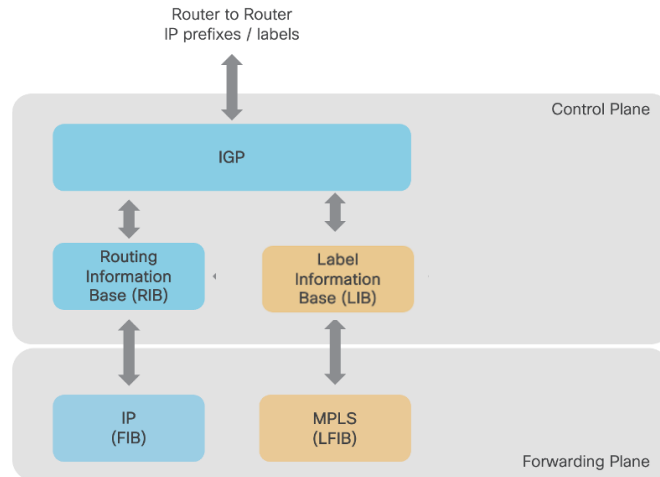 Router to Router
IP prefixes / labels
Control Plane
IGP
Routing
Information
Base (RIB)
Label
Information
Base (LIB)
IP
(FIB)
MPLS
(LFIB)
Forwarding Plane